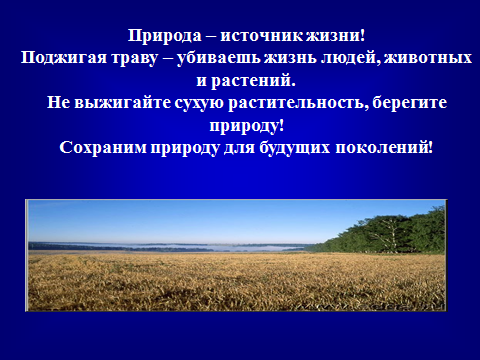 Природа – источник жизни!
Поджигая траву – убиваешь жизнь людей, животных
и растений.
Не выжигайте сухую растительность, берегите
природу!
Сохраним природу для будущих поколений!